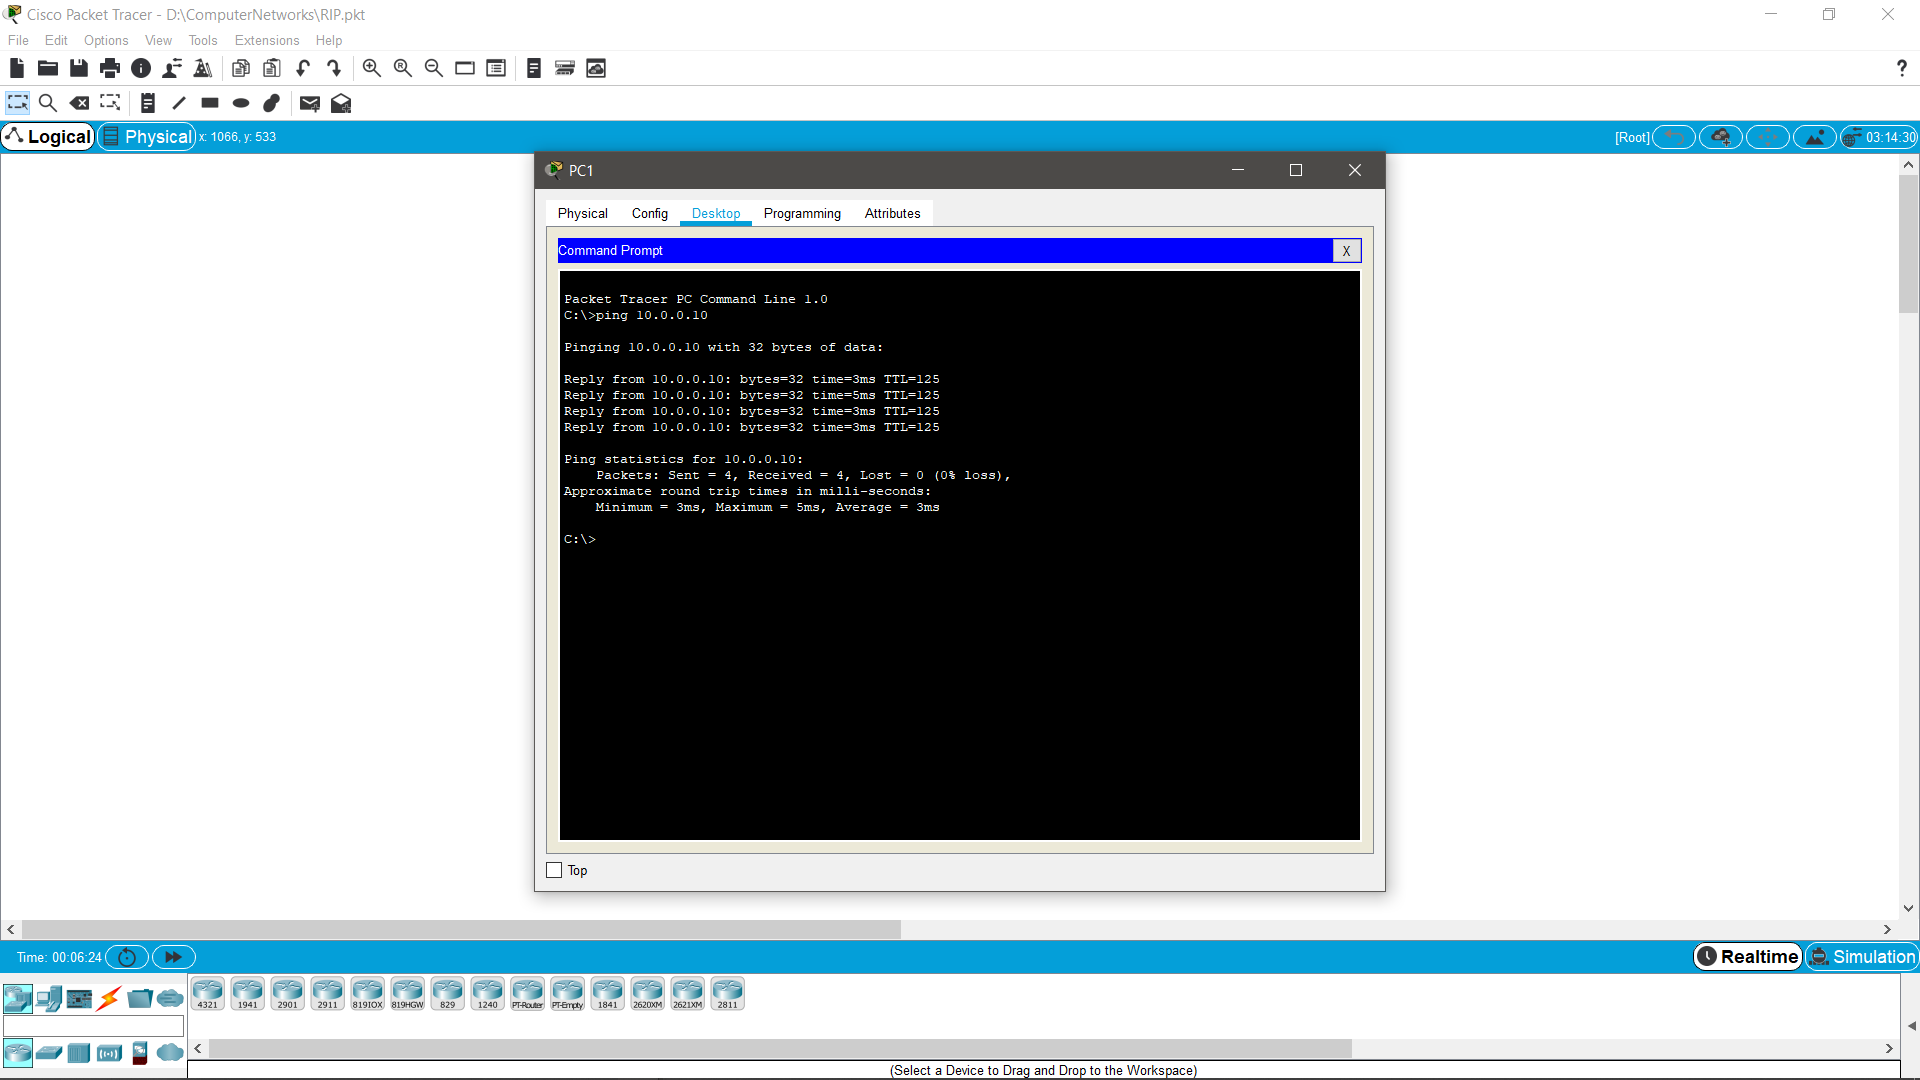 Cisco Packet Tracer - D:\ComputerNetworks\RIP.pkt
File Edit Options View Tools Extensions Help
Logical Physical x: 1066, y: 533 [Root] 03:14:30
PC1
Physical Config Desktop Programming Attributes
Command Prompt X
Packet Tracer PC Command Line 1.0
C:\>ping 10.0.0.10
Pinging 10.0.0.10 with 32 bytes of data:
Reply from 10.0.0.10: bytes=32 time=3ms TTL=125
Reply from 10.0.0.10: bytes=32 time=5ms TTL=125
Reply from 10.0.0.10: bytes=32 time=3ms TTL=125
Reply from 10.0.0.10: bytes=32 time=3ms TTL=125
Ping statistics for 10.0.0.10:
Packets: Sent = 4, Received = 4, Lost = 0 (0% loss),
Approximate round trip times in milli-seconds:
Minimum = 3ms, Maximum = 5ms, Average = 3ms
C:\>
Top
Time: 00:06:24 Realtime Simulation
4321 1941 2901 2911 819IOX 819HGW 829 1240 PT-Router PT-Empty 1841 2620XM 2621XM 2811
(Select a Device to Drag and Drop to the Workspace)